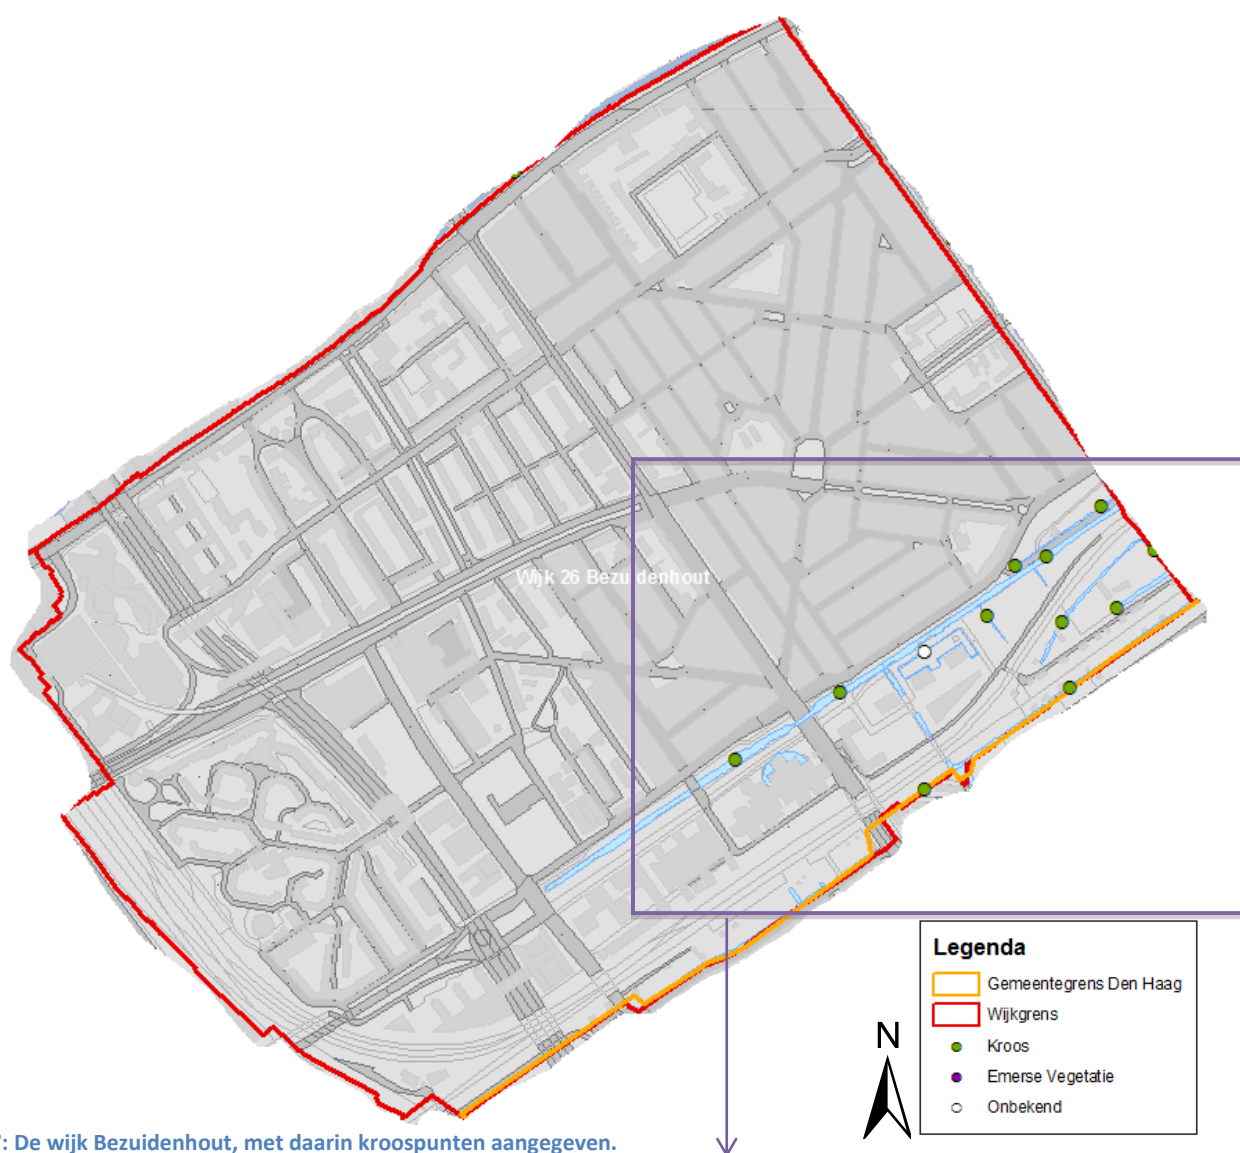 Wijk 26 Bezuidenhout
Legenda
Gemeentegrens Den Haag
Wijkgrens
Kroos
Emerse Vegetatie
Onbekend
N
: De wijk Bezuidenhout, met daarin kroospunten aangegeven.